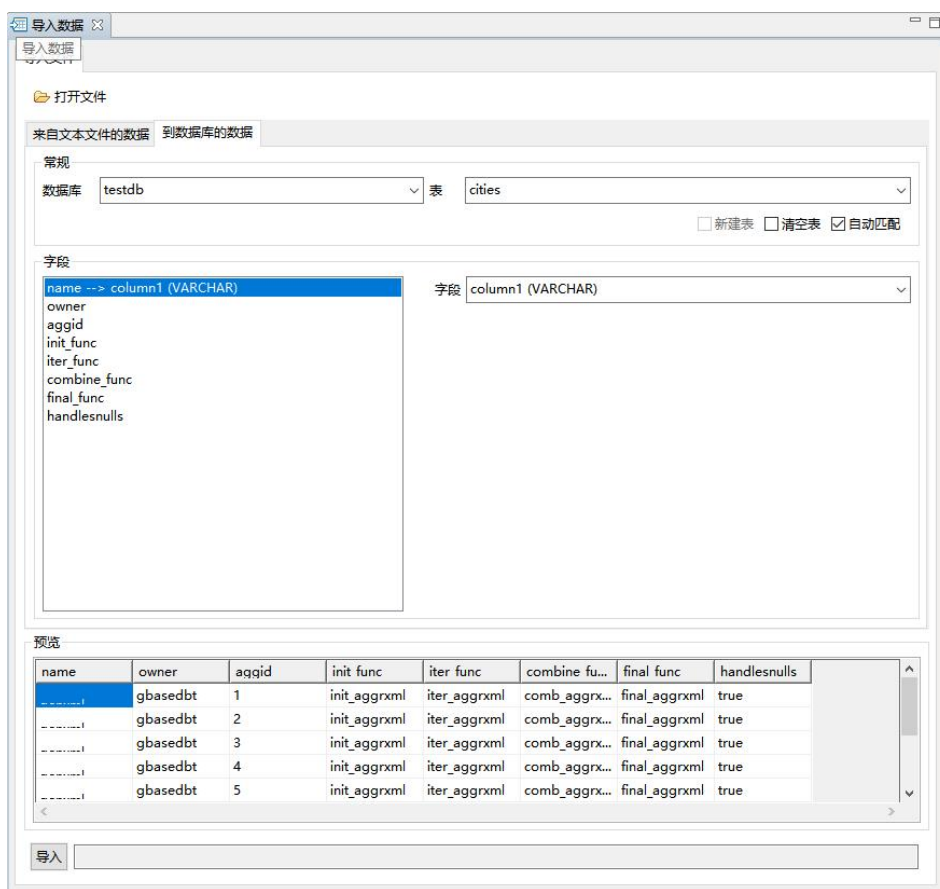 导入数据
导入数据
打开文件
来自文本文件的数据 到数据库的数据
常规
数据库 testdb 表 cities
新建表 清空表 自动匹配
字段
name --> column1 (VARCHAR) 字段 column1 (VARCHAR)
owner
aggid
init_func
iter_func
combine_func
final_func
handlesnulls
预览
name owner aggid init func iter func combine fu... final func handlesnulls
gbasedbt 1 init_aggrxml iter_aggrxml comb_aggrx... final_aggrxml true
gbasedbt 2 init_aggrxml iter_aggrxml comb_aggrx... final_aggrxml true
gbasedbt 3 init_aggrxml iter_aggrxml comb_aggrx... final_aggrxml true
gbasedbt 4 init_aggrxml iter_aggrxml comb_aggrx... final_aggrxml true
gbasedbt 5 init_aggrxml iter_aggrxml comb_aggrx... final_aggrxml true
导入